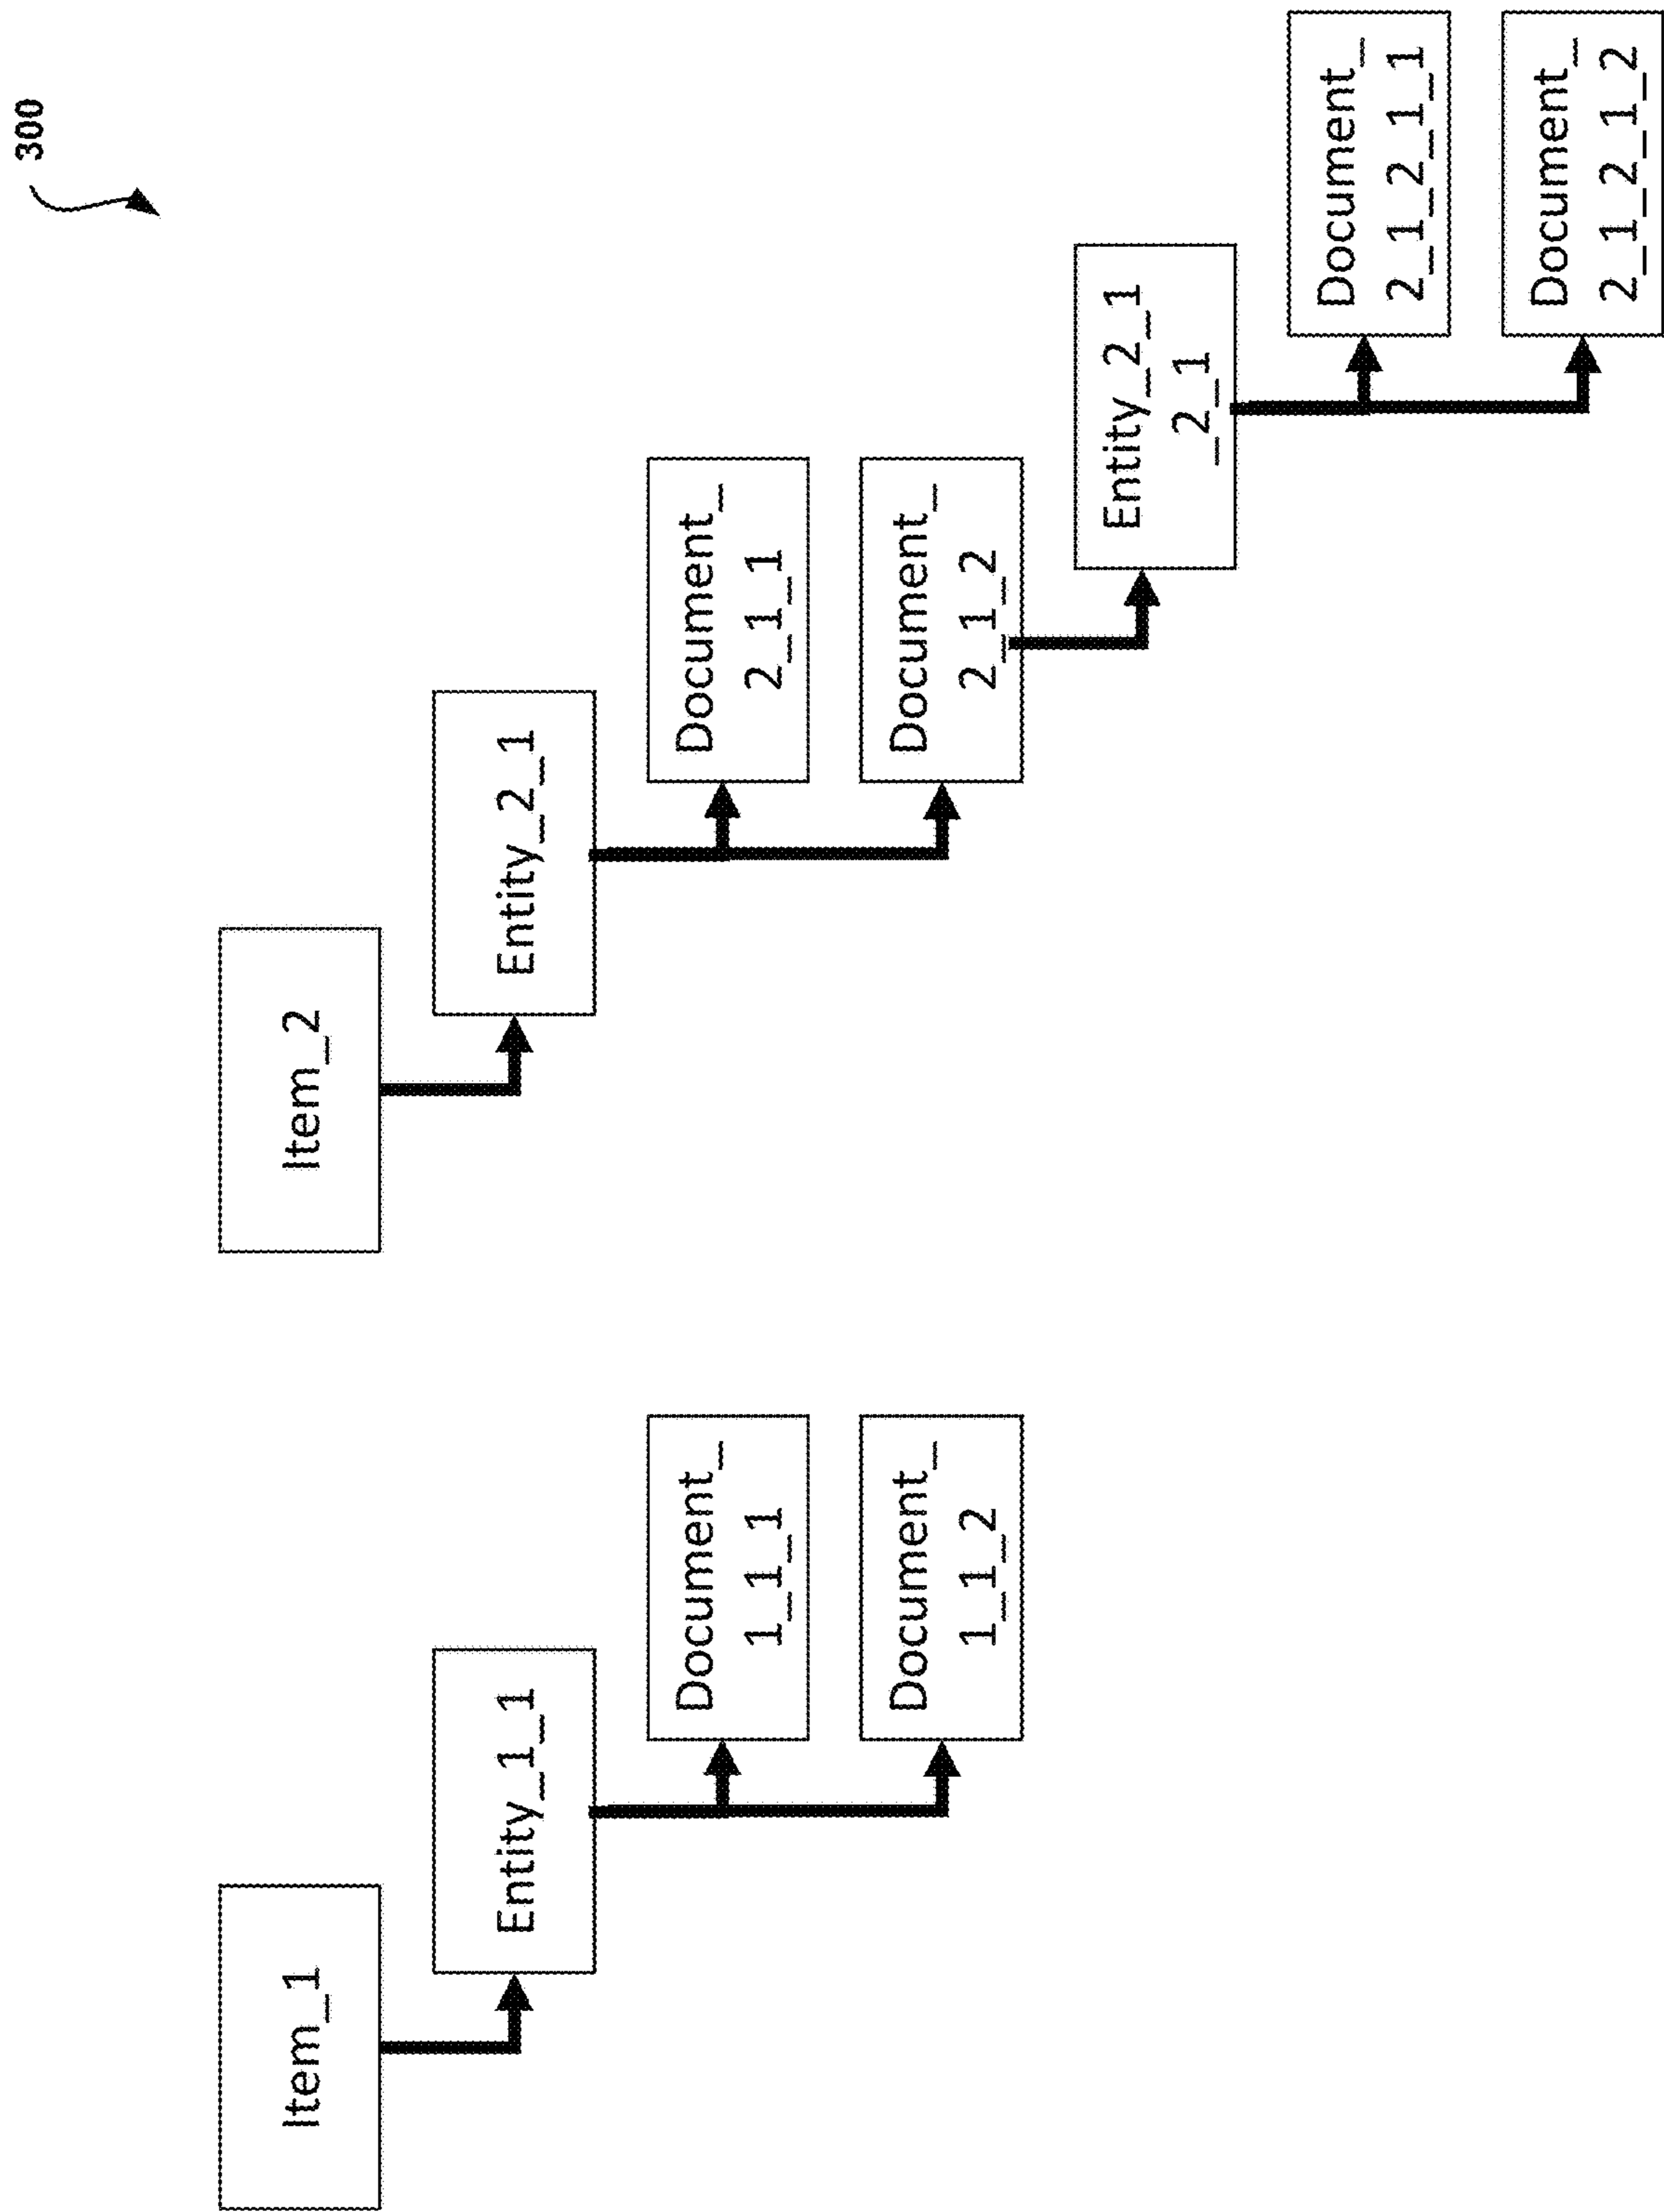 300
Item_1
Entity_1_1
Document_
1_1_1
Document_
1_1_2
Item_2
Entity_2_1
Document_
2_1_1
Document_
2_1_2
Entity_2_1
_2_1
Document_
2_1_2_1_1
Document_
2_1_2_1_2